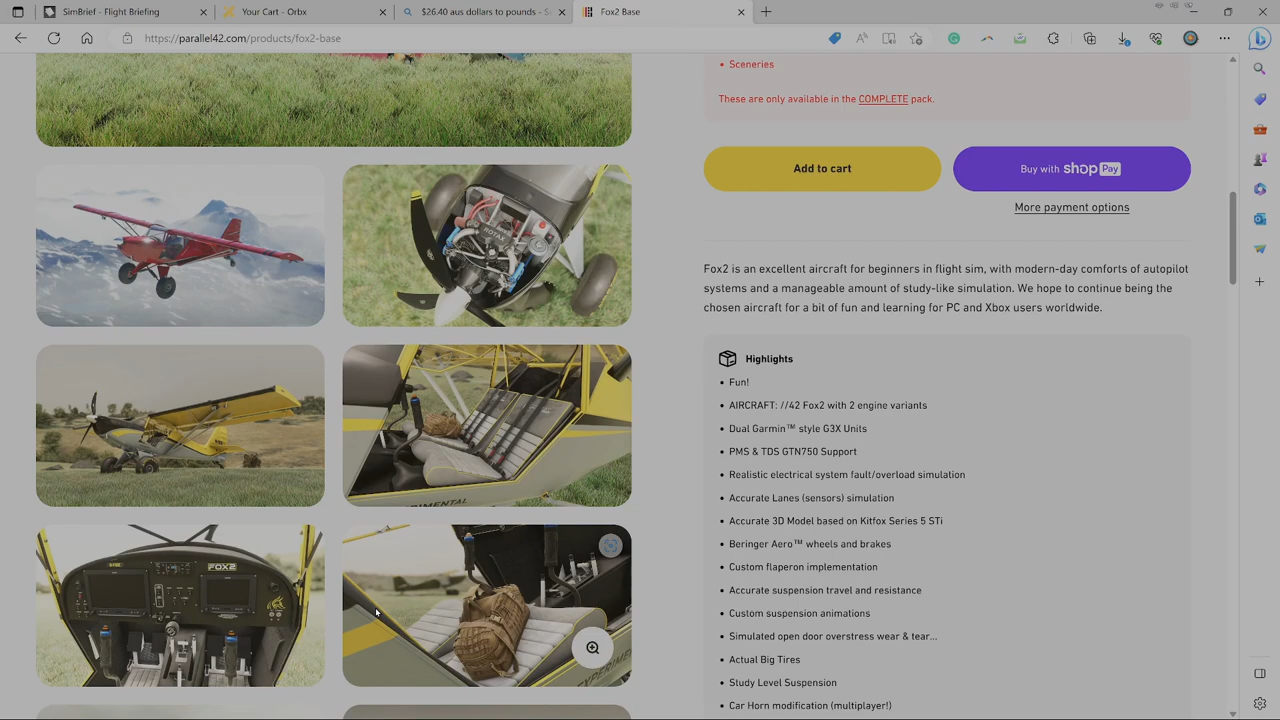 SimBrief - Flight Briefing
Your Cart - Orbx
$26.40 aus dollars to pounds - Se
Fox2 Base
https://parallel42.com/products/fox2-base
• Sceneries
These are only available in the COMPLETE pack.
Add to cart
Buy with shop Pay
More payment options
Fox2 is an excellent aircraft for beginners in flight sim, with modern-day comforts of autopilot
systems and a manageable amount of study-like simulation. We hope to continue being the
chosen aircraft for a bit of fun and learning for PC and Xbox users worldwide.
Highlights
• Fun!
• AIRCRAFT: //42 Fox2 with 2 engine variants
• Dual Garmin™ style G3X Units
• PMS & TDS GTN750 Support
• Realistic electrical system fault/overload simulation
• Accurate Lanes (sensors) simulation
• Accurate 3D Model based on Kitfox Series 5 STi
• Beringer Aero™ wheels and brakes
• Custom flaperon implementation
• Accurate suspension travel and resistance
• Custom suspension animations
• Simulated open door overstress wear & tear...
• Actual Big Tires
• Study Level Suspension
• Car Horn modification (multiplayer!)
ROTAX
FOX2